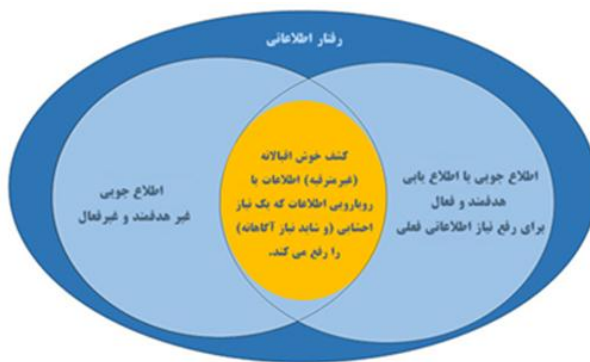 رفتار اطلاعاتی
اطلاع جویی یا اطلاع یابی
هدفمند و فعال
برای رفع نیاز اطلاعاتی فعلی
کشف خوش اقبالانه
(غیرمترقبه) اطلاعات یا
رویارویی اطلاعات که یک نیاز
احشایی (و شاید نیاز آگاهانه)
را رفع می کند.
اطلاع جویی
غیر هدفمند و غیرفعال